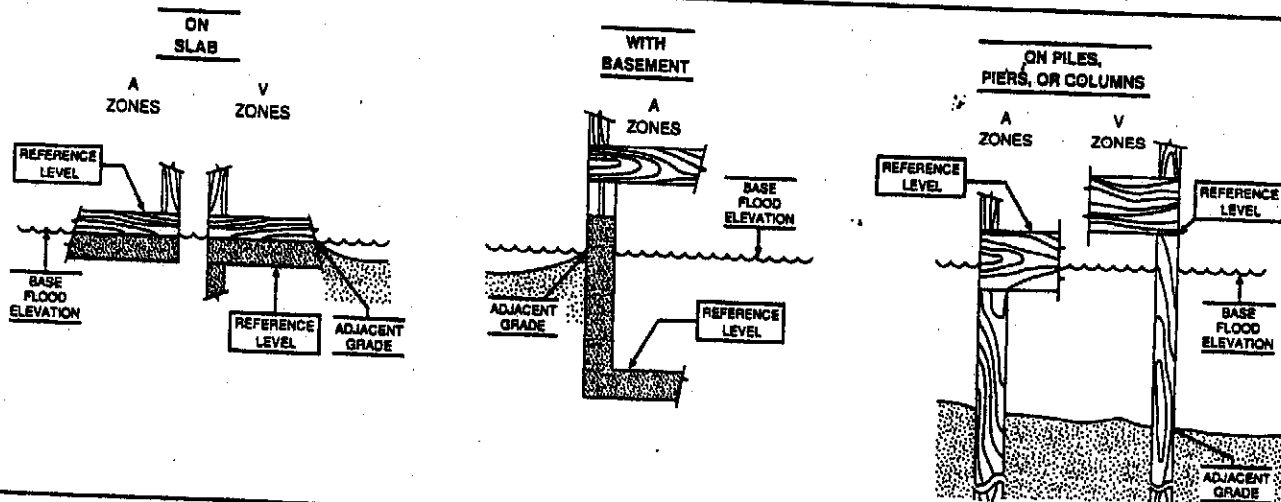 ON
SLAB
A
ZONES
V
ZONES
REFERENCE
LEVEL
BASE
FLOOD
ELEVATION
REFERENCE
LEVEL
ADJACENT
GRADE
WITH
BASEMENT
A
ZONES
BASE
FLOOD
ELEVATION
ADJACENT
GRADE
REFERENCE
LEVEL
ON PILES,
PIERS, OR COLUMNS
A
ZONES
V
ZONES
REFERENCE
LEVEL
REFERENCE
LEVEL
BASE
FLOOD
ELEVATION
ADJACENT
GRADE